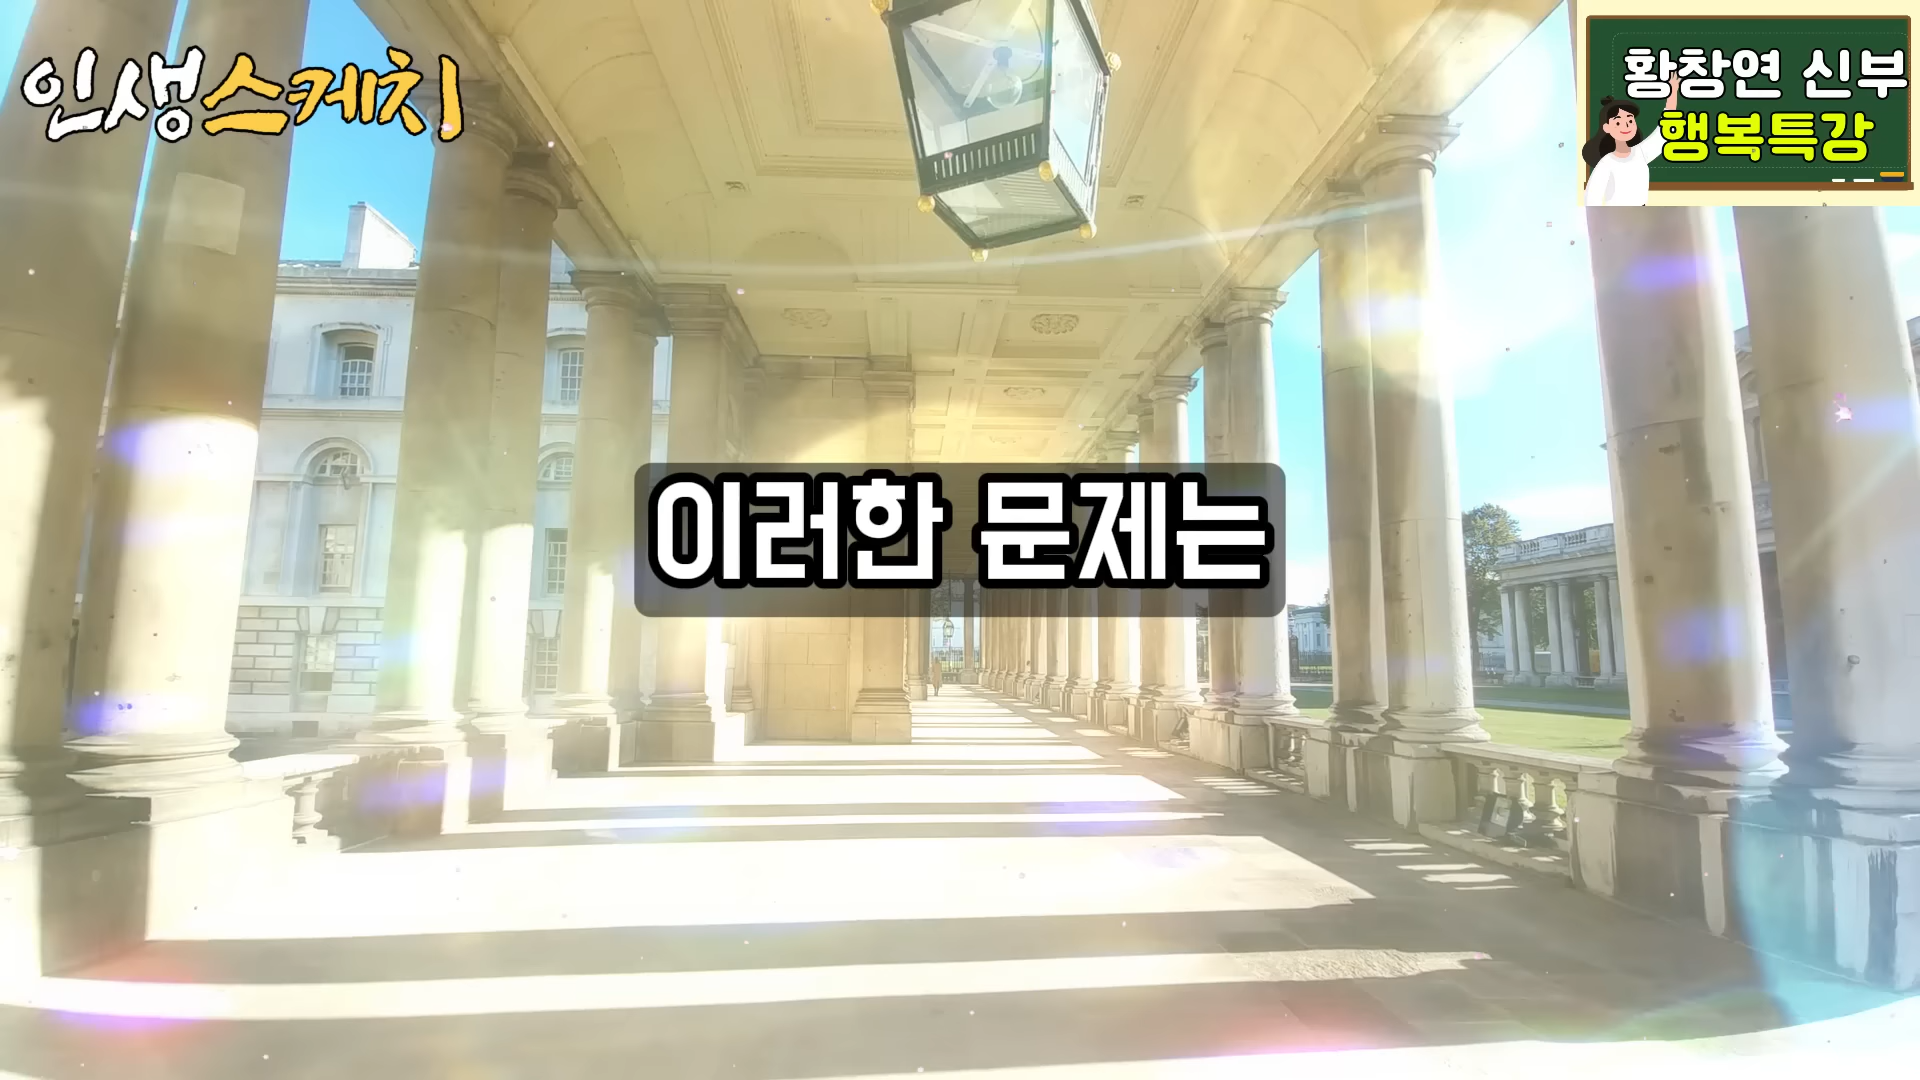 인생스케치
황창연 신부
행복특강
이러한 문제는